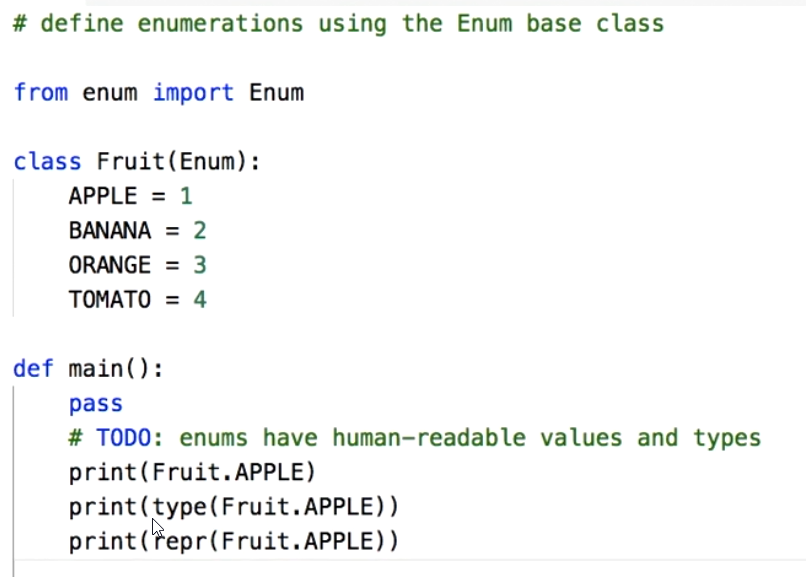 # define enumerations using the Enum base class
from enum import Enum
class Fruit(Enum):
    APPLE = 1
    BANANA = 2
    ORANGE = 3
    TOMATO = 4
def main():
    pass
    # TODO: enums have human-readable values and types
    print(Fruit.APPLE)
    print(type(Fruit.APPLE))
    print(repr(Fruit.APPLE))